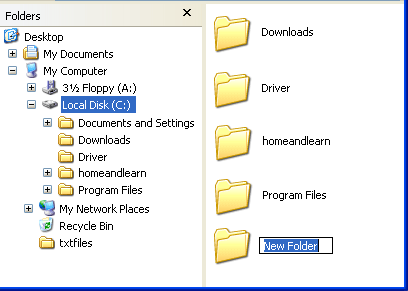 Folders
Desktop
My Documents
My Computer
3½ Floppy (A:)
Local Disk (C:)
Documents and Settings
Downloads
Driver
homeandlearn
Program Files
My Network Places
Recycle Bin
txtfiles
Downloads
Driver
homeandlearn
Program Files
New Folder